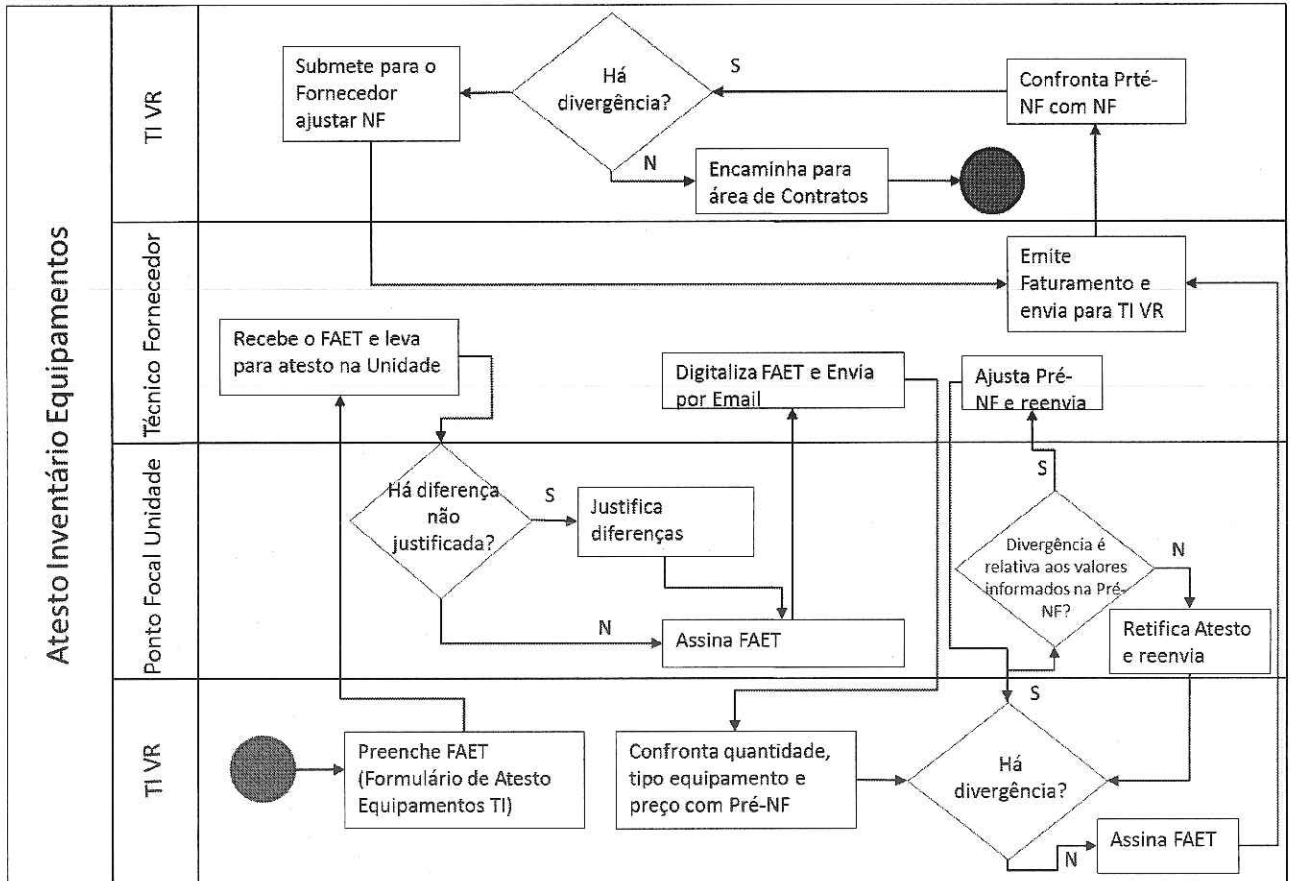 Atesto Inventário Equipamentos
TI VR
Submete para o
Fornecedor
ajustar NF
Há
divergência?
S
Confronta Prté-
NF com NF
N
Encaminha para
área de Contratos
Técnico Fornecedor
Emite
Faturamento e
envia para TI VR
Recebe o FAET e leva
para atesto na Unidade
Digitaliza FAET e Envia
por Email
Ajusta Pré-
NF e reenvia
Ponto Focal Unidade
Há diferença
não
justificada?
S
Justifica
diferenças
N
Assina FAET
S
Divergência é
relativa aos valores
informados na Pré-
NF?
N
Retifica Atesto
e reenvia
TI VR
Preenche FAET
(Formulário de Atesto
Equipamentos TI)
Confronta quantidade,
tipo equipamento e
preço com Pré-NF
S
Há
divergência?
N
Assina FAET